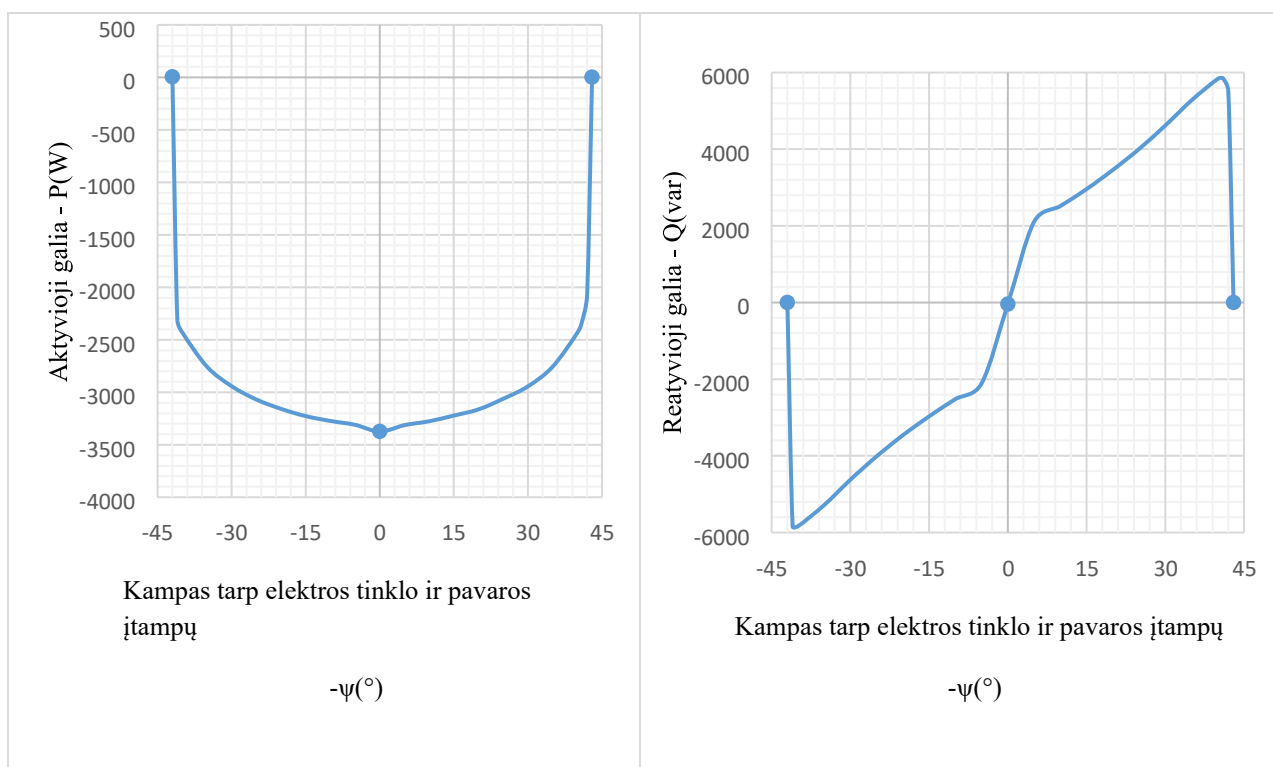 500
0
-500
-1000
-1500
-2000
-2500
-3000
-3500
-4000
-45 -30 -15 0 15 30 45
Aktyvioji galia - P(W)
Kampas tarp elektros tinklo ir pavaros
įtampų
-ψ(°)
6000
4000
2000
0
-2000
-4000
-6000
-45 -30 -15 0 15 30 45
Reatyvioji galia - Q(var)
Kampas tarp elektros tinklo ir pavaros įtampų
-ψ(°)